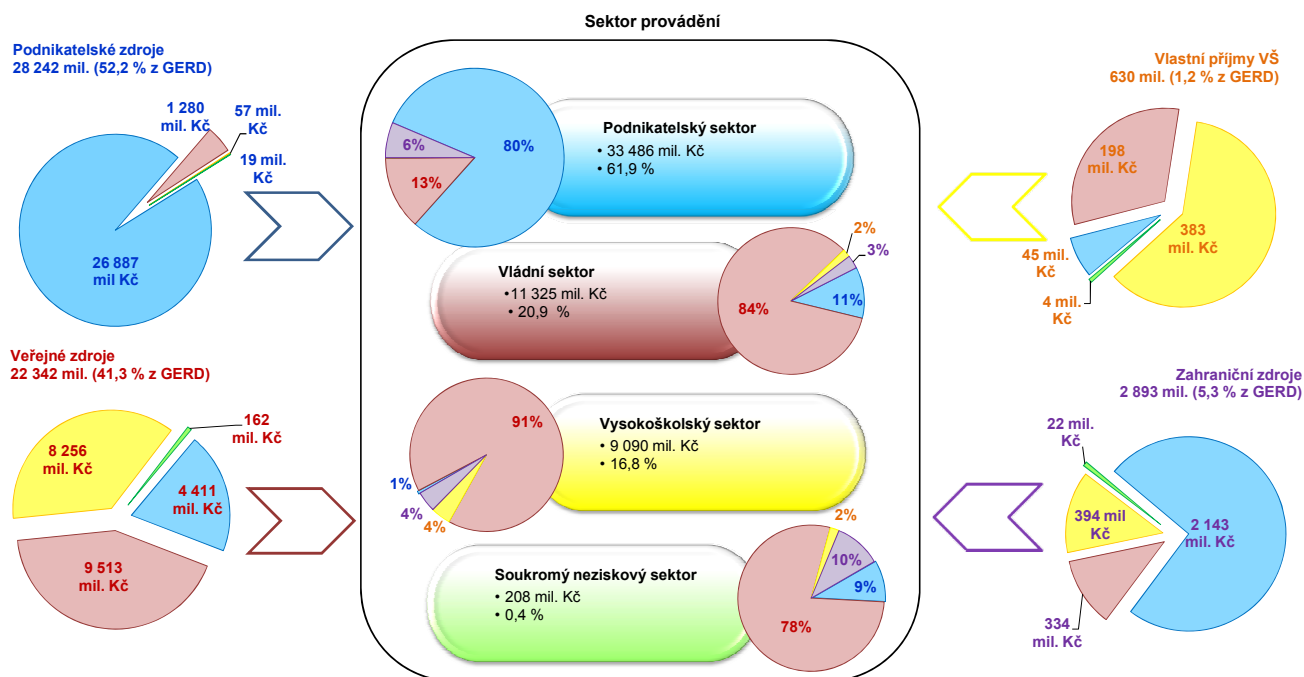 Sektor provádění
Podnikatelské zdroje
28 242 mil. (52,2 % z GERD)
1 280
mil. Kč
57 mil.
Kč
19 mil.
Kč
26 887
mil Kč
Veřejné zdroje
22 342 mil. (41,3 % z GERD)
162
mil. Kč
8 256
mil. Kč
4 411
mil. Kč
9 513
mil. Kč
80%
6%
13%
Podnikatelský sektor
• 33 486 mil. Kč
• 61,9 %
Vládní sektor
•11 325 mil. Kč
• 20,9 %
2%
3%
11%
84%
91%
1%
4%
4%
Vysokoškolský sektor
• 9 090 mil. Kč
• 16,8 %
Soukromý neziskový sektor
• 208 mil. Kč
• 0,4 %
2%
10%
9%
78%
Vlastní příjmy VŠ
630 mil. (1,2 % z GERD)
198
mil. Kč
383
mil. Kč
45 mil.
Kč
4 mil.
Kč
Zahraniční zdroje
2 893 mil. (5,3 % z GERD)
22 mil.
Kč
394 mil
Kč
2 143
mil. Kč
334
mil. Kč